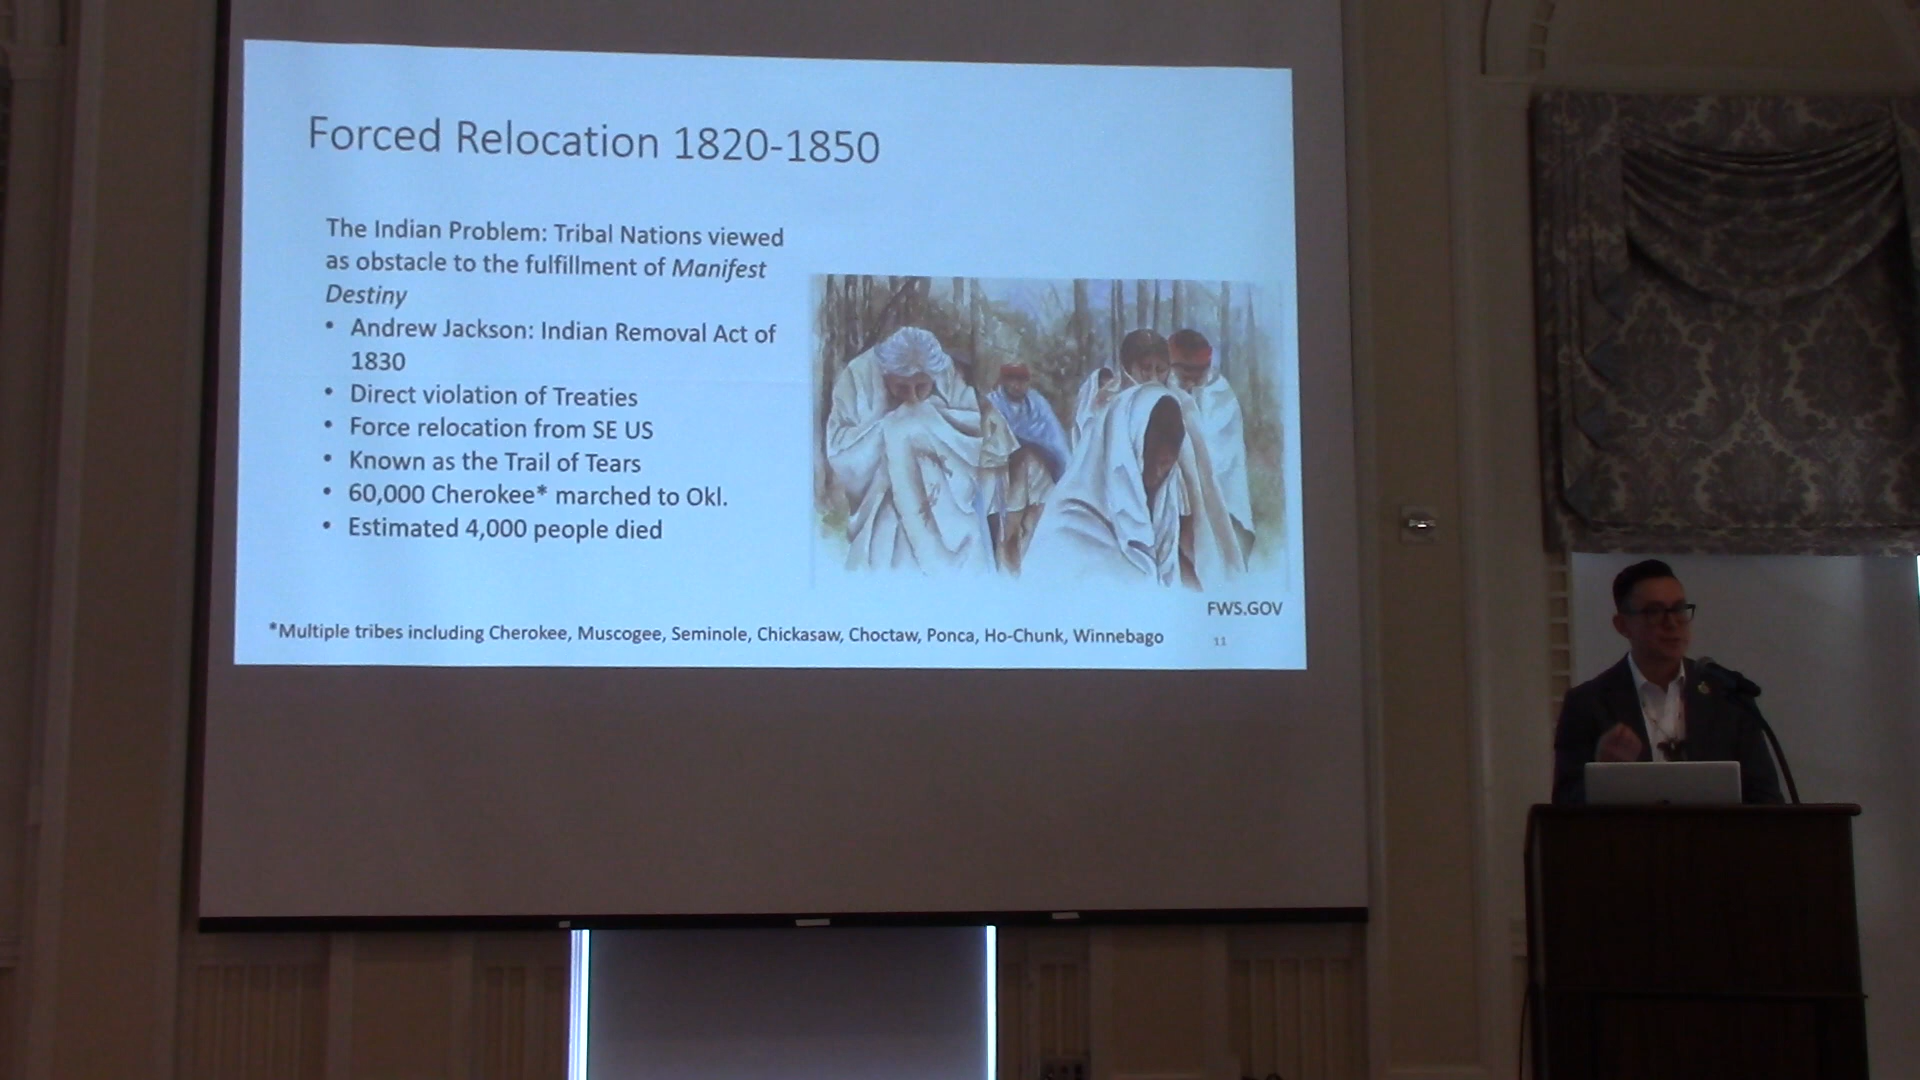 Forced Relocation 1820-1850
The Indian Problem: Tribal Nations viewed
as obstacle to the fulfillment of Manifest
Destiny
• Andrew Jackson: Indian Removal Act of
1830
• Direct violation of Treaties
• Force relocation from SE US
• Known as the Trail of Tears
• 60,000 Cherokee* marched to Okl.
• Estimated 4,000 people died
FWS.GOV
*Multiple tribes including Cherokee, Muscogee, Seminole, Chickasaw, Choctaw, Ponca, Ho-Chunk, Winnebago
11